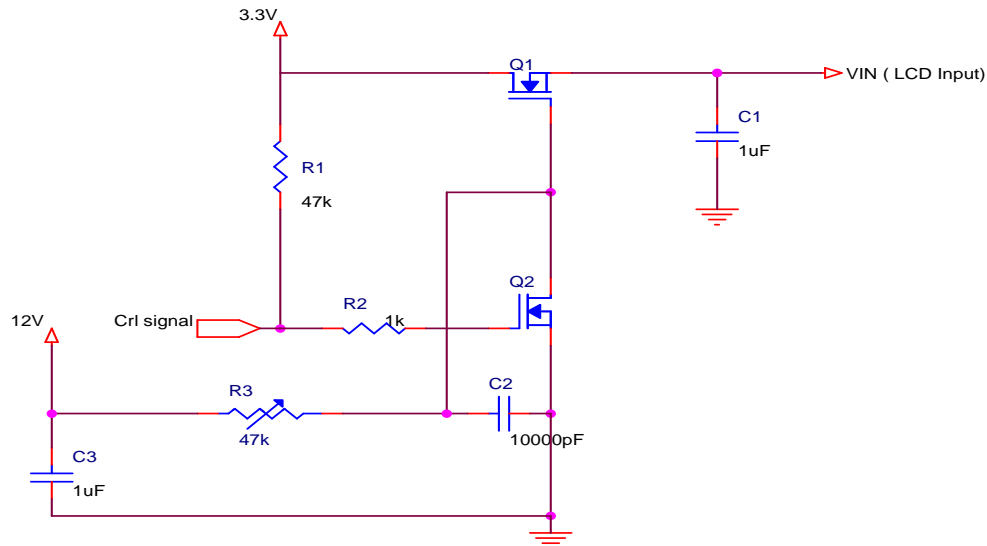 3.3V
Q1
VIN ( LCD Input)
C1
1uF
R1
47k
Q2
12V
Crl signal
R2
1k
R3
47k
C2
10000pF
C3
1uF